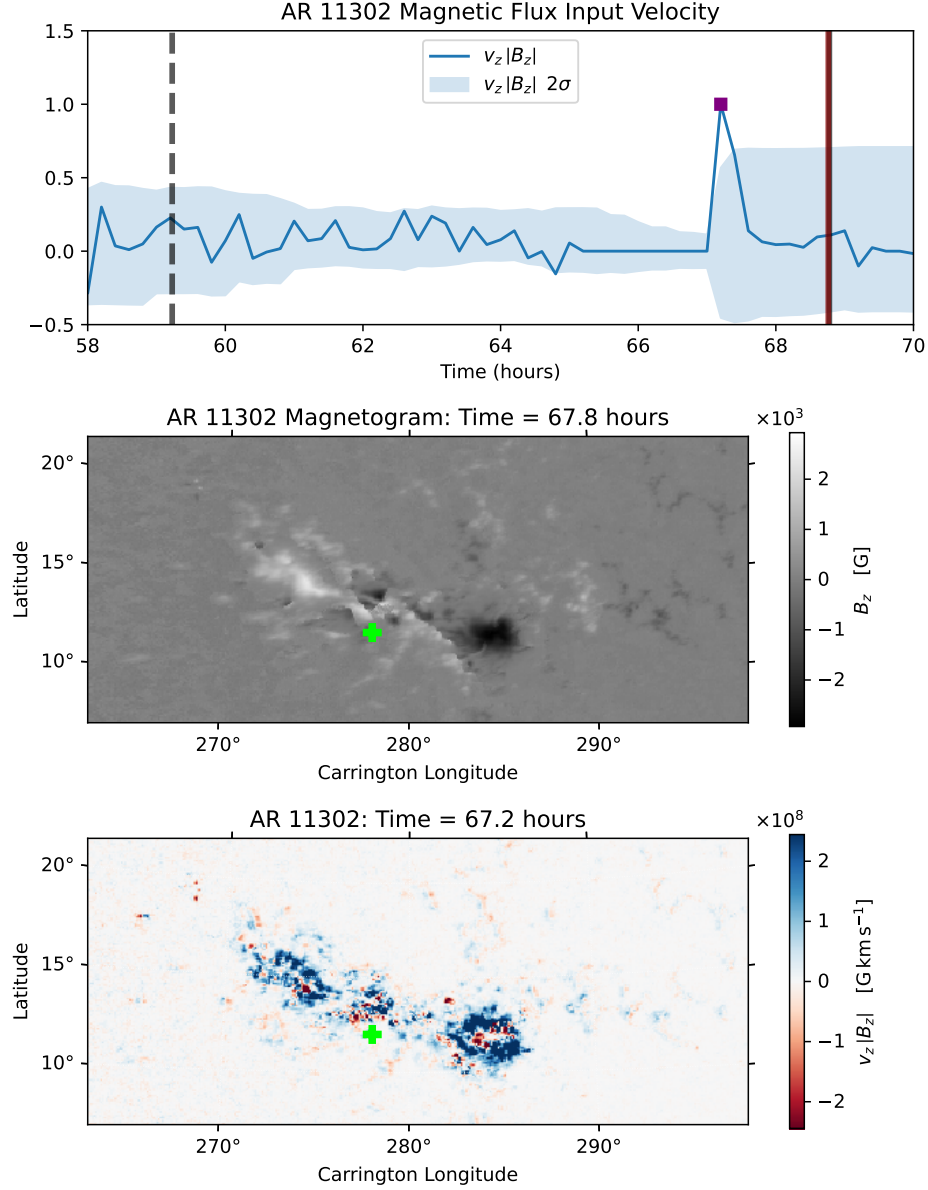 AR 11302 Magnetic Flux Input Velocity
1.5
1.0
0.5
0.0
−0.5
v_z|B_z|
v_z|B_z| 2σ
58 60 62 64 66 68 70
Time (hours)
AR 11302 Magnetogram: Time = 67.8 hours
×10³
20°
15°
10°
Latitude
270° 280° 290°
Carrington Longitude
2
1
0
−1
−2
B_z [G]
AR 11302: Time = 67.2 hours
×10⁸
20°
15°
10°
Latitude
270° 280° 290°
Carrington Longitude
2
1
0
−1
−2
v_z|B_z| [G km s⁻¹]